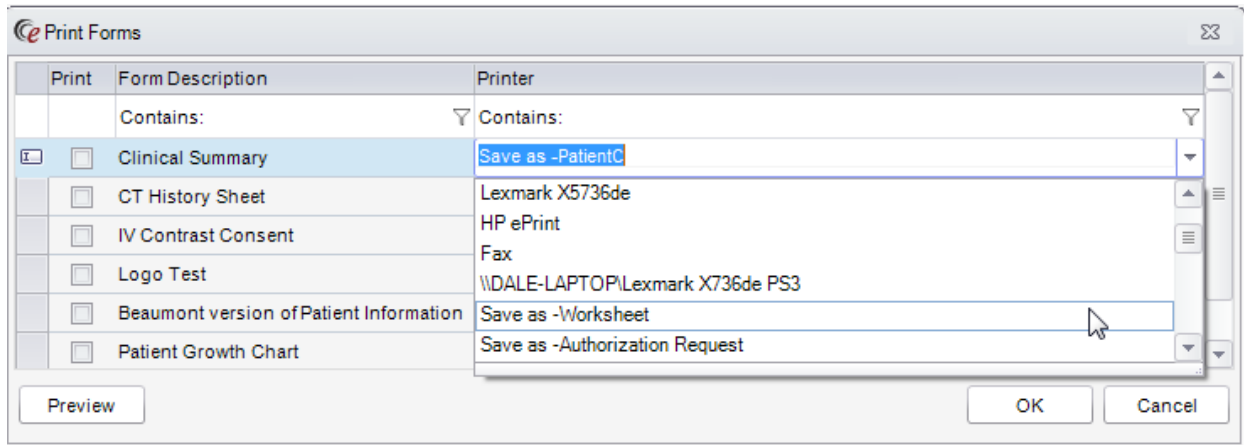 Print Forms
Print Form Description Printer
Contains: Contains:
Clinical Summary Save as -PatientC
CT History Sheet Lexmark X5736de
IV Contrast Consent HP ePrint
Fax
Logo Test \\DALE-LAPTOP\Lexmark X736de PS3
Beaumont version of Patient Information Save as -Worksheet
Patient Growth Chart Save as -Authorization Request
Preview OK Cancel